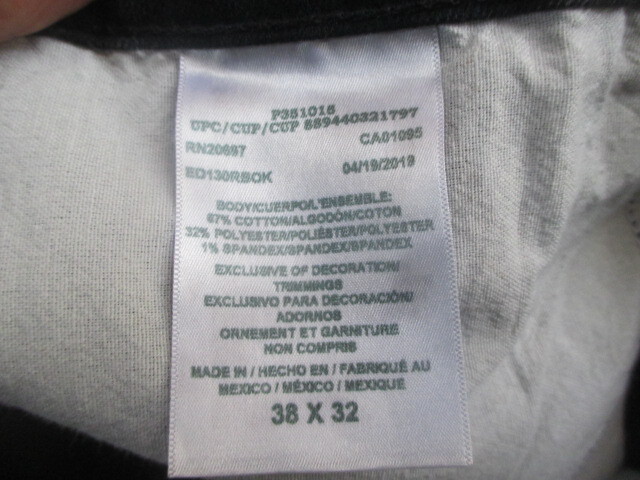 P351015
UPC/CUF/CUP 889440321797
RN20697 CA01095
ED130RBOK 04/19/2019
BODY/CUERPO/L'ENSEMBLE:
67% COTTON/ALGODÓN/COTON
32% POLYESTER/POLIÉSTER/POLYESTER
1% SPANDEX/SPANDEX/SPANDEX
EXCLUSIVE OF DECORATION/
TRIMMINGS
EXCLUSIVO PARA DECORACIÓN/
ADORNOS
ORNEMENT ET GARNITURE
NON COMPRIS
MADE IN / HECHO EN / FABRIQUÉ AU
MEXICO / MÉXICO / MEXIQUE
38 X 32